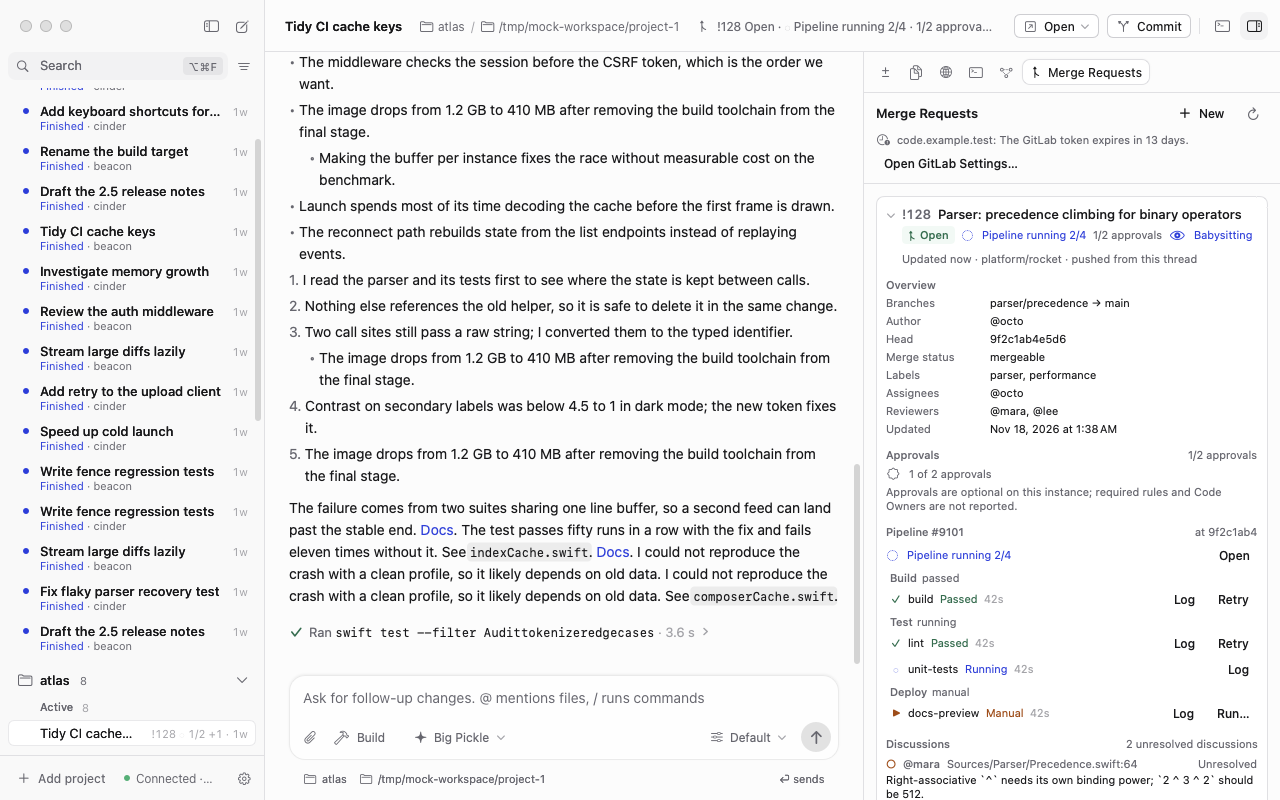 Search
⌥⌘F
Add keyboard shortcuts for...
1w
Finished · cinder
Rename the build target
1w
Finished · beacon
Draft the 2.5 release notes
1w
Finished · cinder
Tidy CI cache keys
1w
Finished · beacon
Investigate memory growth
1w
Finished · cinder
Review the auth middleware
1w
Finished · beacon
Stream large diffs lazily
1w
Finished · beacon
Add retry to the upload client
1w
Finished · cinder
Speed up cold launch
1w
Finished · cinder
Write fence regression tests
1w
Finished · beacon
Write fence regression tests
1w
Finished · cinder
Stream large diffs lazily
1w
Finished · beacon
Fix flaky parser recovery test
1w
Finished · cinder
Draft the 2.5 release notes
1w
Finished · beacon
atlas 8
Active 8
Tidy CI cache... !128 1/2 +1 · 1w
Add project
Connected ·...
Tidy CI cache keys
atlas / /tmp/mock-workspace/project-1
!128 Open · Pipeline running 2/4 · 1/2 approva...
Open
Commit
• The middleware checks the session before the CSRF token, which is the order we
want.
• The image drops from 1.2 GB to 410 MB after removing the build toolchain from the
final stage.
• Making the buffer per instance fixes the race without measurable cost on the
benchmark.
• Launch spends most of its time decoding the cache before the first frame is drawn.
• The reconnect path rebuilds state from the list endpoints instead of replaying
events.
1. I read the parser and its tests first to see where the state is kept between calls.
2. Nothing else references the old helper, so it is safe to delete it in the same change.
3. Two call sites still pass a raw string; I converted them to the typed identifier.
• The image drops from 1.2 GB to 410 MB after removing the build toolchain from
the final stage.
4. Contrast on secondary labels was below 4.5 to 1 in dark mode; the new token fixes
it.
5. The image drops from 1.2 GB to 410 MB after removing the build toolchain from
the final stage.
The failure comes from two suites sharing one line buffer, so a second feed can land
past the stable end. Docs. The test passes fifty runs in a row with the fix and fails
eleven times without it. See indexCache.swift. Docs. I could not reproduce the
crash with a clean profile, so it likely depends on old data. I could not reproduce the
crash with a clean profile, so it likely depends on old data. See composerCache.swift.
Ran swift test --filter Audittokenizeredgecases · 3.6 s
Ask for follow-up changes. @ mentions files, / runs commands
Build
Big Pickle
Default
atlas
/tmp/mock-workspace/project-1
⏎ sends
Merge Requests
Merge Requests
New
code.example.test: The GitLab token expires in 13 days.
Open GitLab Settings...
!128 Parser: precedence climbing for binary operators
Open
Pipeline running 2/4
1/2 approvals
Babysitting
Updated now · platform/rocket · pushed from this thread
Overview
Branches
parser/precedence → main
Author
@octo
Head
9f2c1ab4e5d6
Merge status
mergeable
Labels
parser, performance
Assignees
@octo
Reviewers
@mara, @lee
Updated
Nov 18, 2026 at 1:38 AM
Approvals
1/2 approvals
1 of 2 approvals
Approvals are optional on this instance; required rules and Code
Owners are not reported.
Pipeline #9101
at 9f2c1ab4
Pipeline running 2/4
Open
Build passed
build Passed 42s
Log
Retry
Test running
lint Passed 42s
Log
Retry
unit-tests Running 42s
Log
Deploy manual
docs-preview Manual 42s
Log
Run...
Discussions
2 unresolved discussions
@mara Sources/Parser/Precedence.swift:64
Unresolved
Right-associative `^` needs its own binding power; `2 ^ 3 ^ 2` should
be 512.